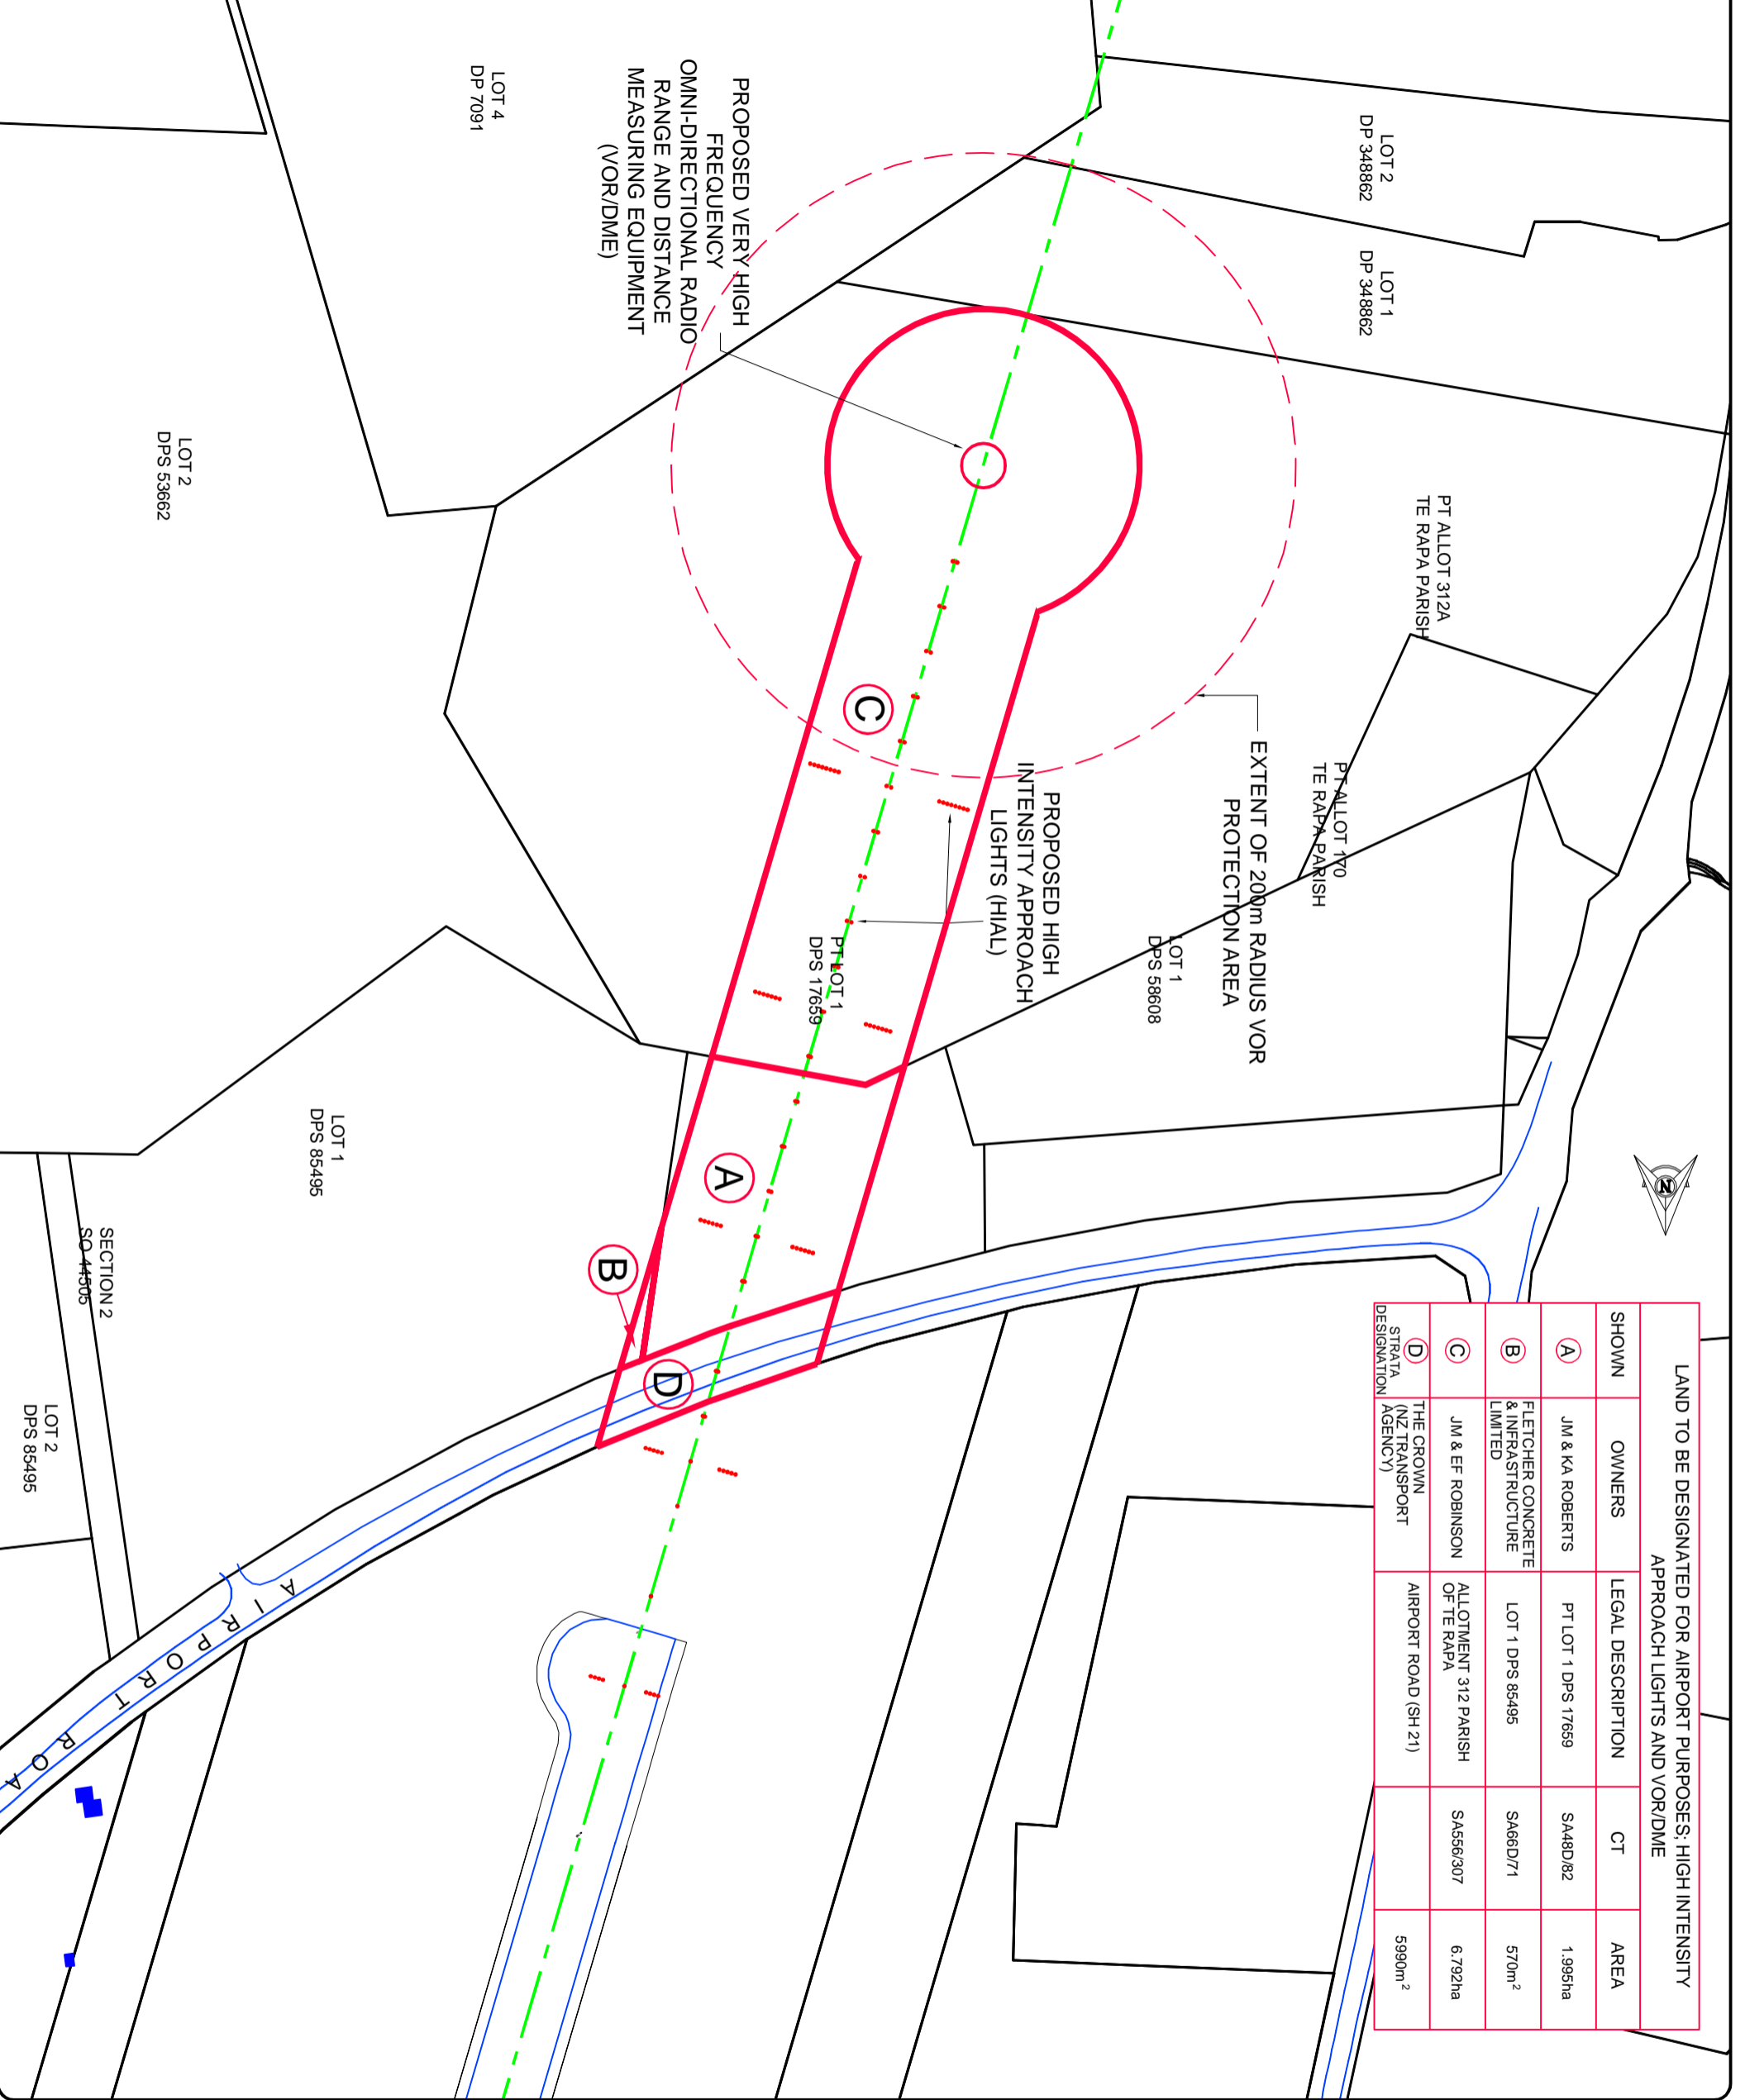 LAND TO BE DESIGNATED FOR AIRPORT PURPOSES; HIGH INTENSITY
APPROACH LIGHTS AND VOR/DME
SHOWN OWNERS LEGAL DESCRIPTION CT AREA
A JM & KA ROBERTS PT LOT 1 DPS 17659 SA48D/82 1.995ha
B FLETCHER CONCRETE
& INFRASTRUCTURE
LIMITED LOT 1 DPS 85495 SA66D/71 570m²
C JM & EF ROBINSON ALLOTMENT 312 PARISH
OF TE RAPA SA556/307 6.792ha
D
STRATA
DESIGNATION THE CROWN
(NZ TRANSPORT
AGENCY) AIRPORT ROAD (SH 21) 5990m²
N
LOT 2
DP 348862
LOT 1
DP 348862
PT ALLOT 312A
TE RAPA PARISH
PT ALLOT 170
TE RAPA PARISH
EXTENT OF 200m RADIUS VOR
PROTECTION AREA
LOT 1
DPS 58608
PROPOSED HIGH
INTENSITY APPROACH
LIGHTS (HIAL)
PT LOT 1
DPS 17659
PROPOSED VERY HIGH
FREQUENCY
OMNI-DIRECTIONAL RADIO
RANGE AND DISTANCE
MEASURING EQUIPMENT
(VOR/DME)
LOT 4
DP 7091
LOT 2
DPS 53662
C
A
B
D
LOT 1
DPS 85495
SECTION 2
SO 44505
LOT 2
DPS 85495
AIRPORT ROA